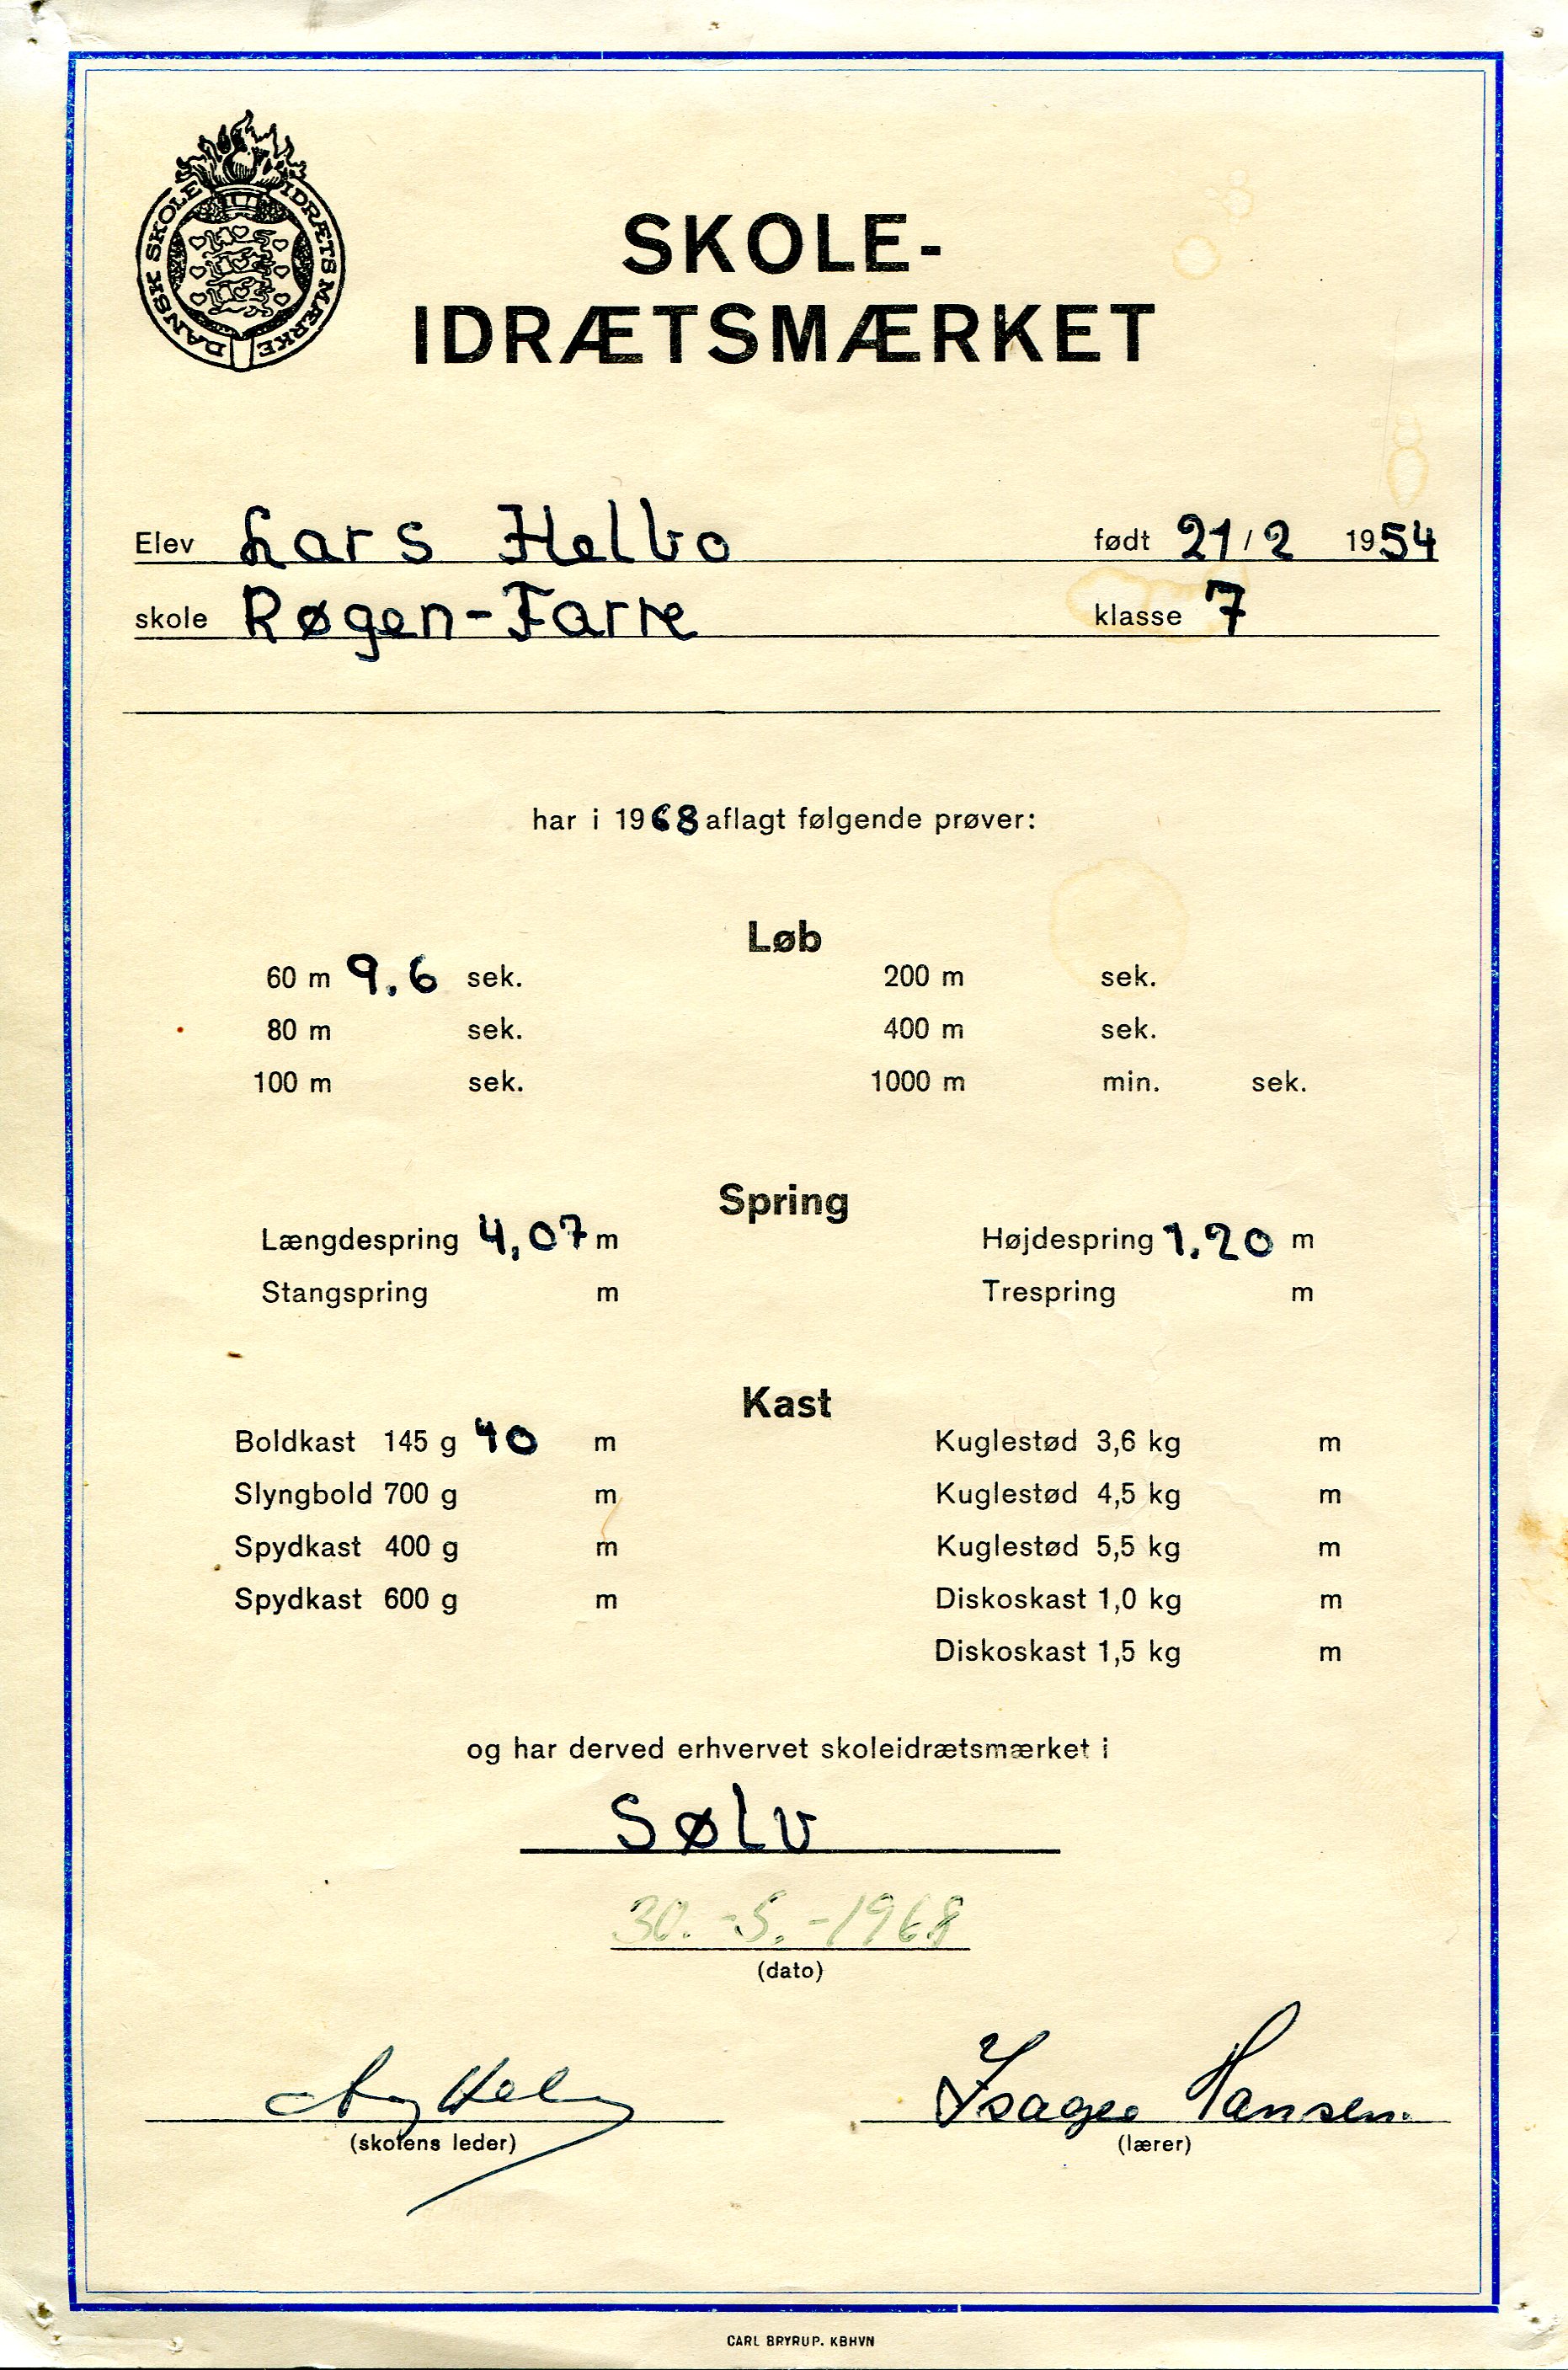 DANSK SKOLE IDRÆTSMÆRKE
SKOLE-
IDRÆTSMÆRKET
Elev Lars Helbo født 21/2 1954
skole Røgen-Farre klasse 7
har i 1968 aflagt følgende prøver:
Løb
60 m 9.6 sek. 200 m sek.
80 m sek. 400 m sek.
100 m sek. 1000 m min. sek.
Spring
Længdespring 4,07 m Højdespring 1.20 m
Stangspring m Trespring m
Kast
Boldkast 145 g 40 m Kuglestød 3,6 kg m
Slyngbold 700 g m Kuglestød 4,5 kg m
Spydkast 400 g m Kuglestød 5,5 kg m
Spydkast 600 g m Diskoskast 1,0 kg m
Diskoskast 1,5 kg m
og har derved erhvervet skoleidrætsmærket i
Sølv
30.-5.-1968
(dato)
Isager Hansen.
(skolens leder) (lærer)
CARL BRYRUP. KBHVN